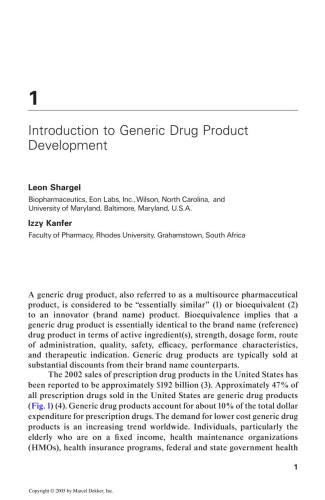 1
Introduction to Generic Drug Product
Development
Leon Shargel
Biopharmaceutics, Eon Labs, Inc., Wilson, North Carolina, and
University of Maryland, Baltimore, Maryland, U.S.A.
Izzy Kanfer
Faculty of Pharmacy, Rhodes University, Grahamstown, South Africa
A generic drug product, also referred to as a multisource pharmaceutical
product, is considered to be “essentially similar” (1) or bioequivalent (2)
to an innovator (brand name) product. Bioequivalence implies that a
generic drug product is essentially identical to the brand name (reference)
drug product in terms of active ingredient(s), strength, dosage form, route
of administration, quality, safety, efficacy, performance characteristics,
and therapeutic indication. Generic drug products are typically sold at
substantial discounts from their brand name counterparts.
The 2002 sales of prescription drug products in the United States has
been reported to be approximately $192 billion (3). Approximately 47% of
all prescription drugs sold in the United States are generic drug products
(Fig. 1) (4). Generic drug products account for about 10% of the total dollar
expenditure for prescription drugs. The demand for lower cost generic drug
products is an increasing trend worldwide. Individuals, particularly the
elderly who are on a fixed income, health maintenance organizations
(HMOs), health insurance programs, federal and state government health
1
Copyright © 2005 by Marcel Dekker, Inc.